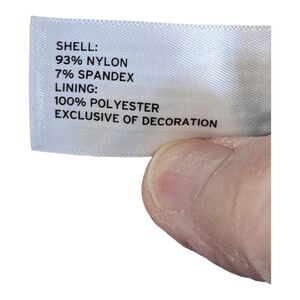 SHELL:
93% NYLON
7% SPANDEX
LINING:
100% POLYESTER
EXCLUSIVE OF DECORATION